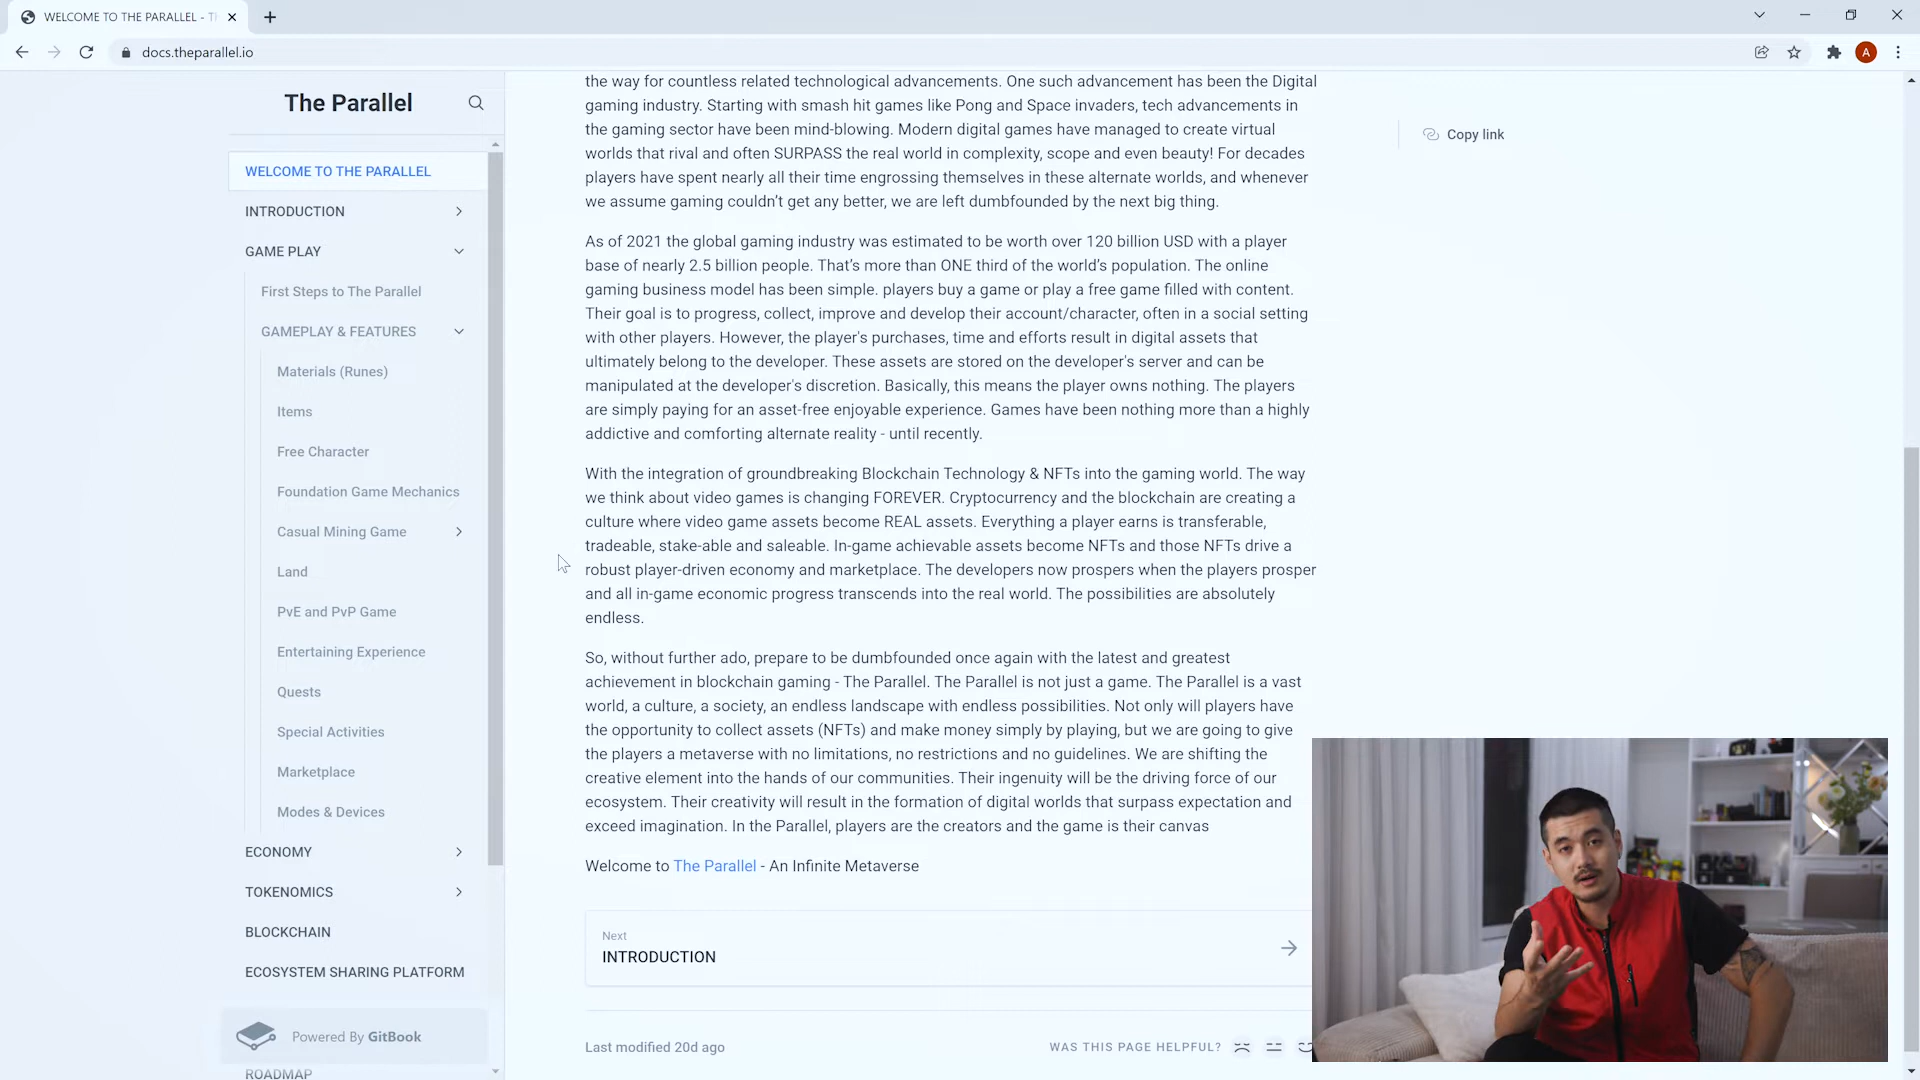 WELCOME TO THE PARALLEL - Th
docs.theparallel.io
A
The Parallel
WELCOME TO THE PARALLEL
INTRODUCTION
GAME PLAY
First Steps to The Parallel
GAMEPLAY & FEATURES
Materials (Runes)
Items
Free Character
Foundation Game Mechanics
Casual Mining Game
Land
PvE and PvP Game
Entertaining Experience
Quests
Special Activities
Marketplace
Modes & Devices
ECONOMY
TOKENOMICS
BLOCKCHAIN
ECOSYSTEM SHARING PLATFORM
Powered By GitBook
ROADMAP
the way for countless related technological advancements. One such advancement has been the Digital
gaming industry. Starting with smash hit games like Pong and Space invaders, tech advancements in
the gaming sector have been mind-blowing. Modern digital games have managed to create virtual
worlds that rival and often SURPASS the real world in complexity, scope and even beauty! For decades
players have spent nearly all their time engrossing themselves in these alternate worlds, and whenever
we assume gaming couldn’t get any better, we are left dumbfounded by the next big thing.
As of 2021 the global gaming industry was estimated to be worth over 120 billion USD with a player
base of nearly 2.5 billion people. That’s more than ONE third of the world’s population. The online
gaming business model has been simple. players buy a game or play a free game filled with content.
Their goal is to progress, collect, improve and develop their account/character, often in a social setting
with other players. However, the player's purchases, time and efforts result in digital assets that
ultimately belong to the developer. These assets are stored on the developer's server and can be
manipulated at the developer's discretion. Basically, this means the player owns nothing. The players
are simply paying for an asset-free enjoyable experience. Games have been nothing more than a highly
addictive and comforting alternate reality - until recently.
With the integration of groundbreaking Blockchain Technology & NFTs into the gaming world. The way
we think about video games is changing FOREVER. Cryptocurrency and the blockchain are creating a
culture where video game assets become REAL assets. Everything a player earns is transferable,
tradeable, stake-able and saleable. In-game achievable assets become NFTs and those NFTs drive a
robust player-driven economy and marketplace. The developers now prospers when the players prosper
and all in-game economic progress transcends into the real world. The possibilities are absolutely
endless.
So, without further ado, prepare to be dumbfounded once again with the latest and greatest
achievement in blockchain gaming - The Parallel. The Parallel is not just a game. The Parallel is a vast
world, a culture, a society, an endless landscape with endless possibilities. Not only will players have
the opportunity to collect assets (NFTs) and make money simply by playing, but we are going to give
the players a metaverse with no limitations, no restrictions and no guidelines. We are shifting the
creative element into the hands of our communities. Their ingenuity will be the driving force of our
ecosystem. Their creativity will result in the formation of digital worlds that surpass expectation and
exceed imagination. In the Parallel, players are the creators and the game is their canvas
Welcome to The Parallel - An Infinite Metaverse
Next
INTRODUCTION
Last modified 20d ago
WAS THIS PAGE HELPFUL?
Copy link